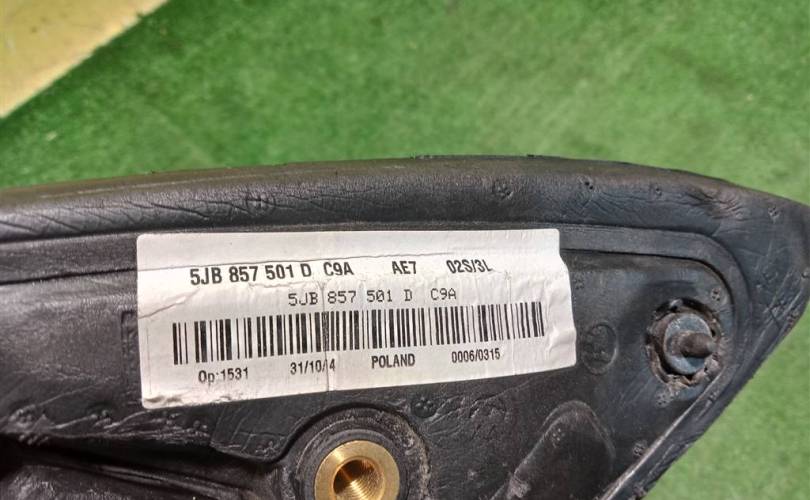 5JB 857 501 D C9A AE7 02S/3L
5JB 857 501 D C9A
Op:1531 31/10/14 POLAND 0006/0315